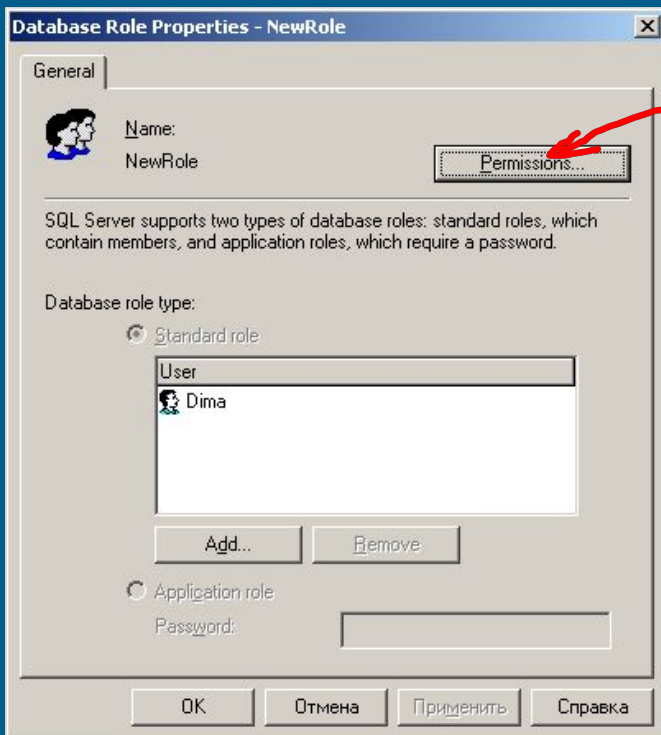 Database Role Properties - NewRole
General
Name:
NewRole
Permissions...
SQL Server supports two types of database roles: standard roles, which
contain members, and application roles, which require a password.
Database role type:
Standard role
User
Dima
Add...
Remove
Application role
Password:
OK
Отмена
Применить
Справка